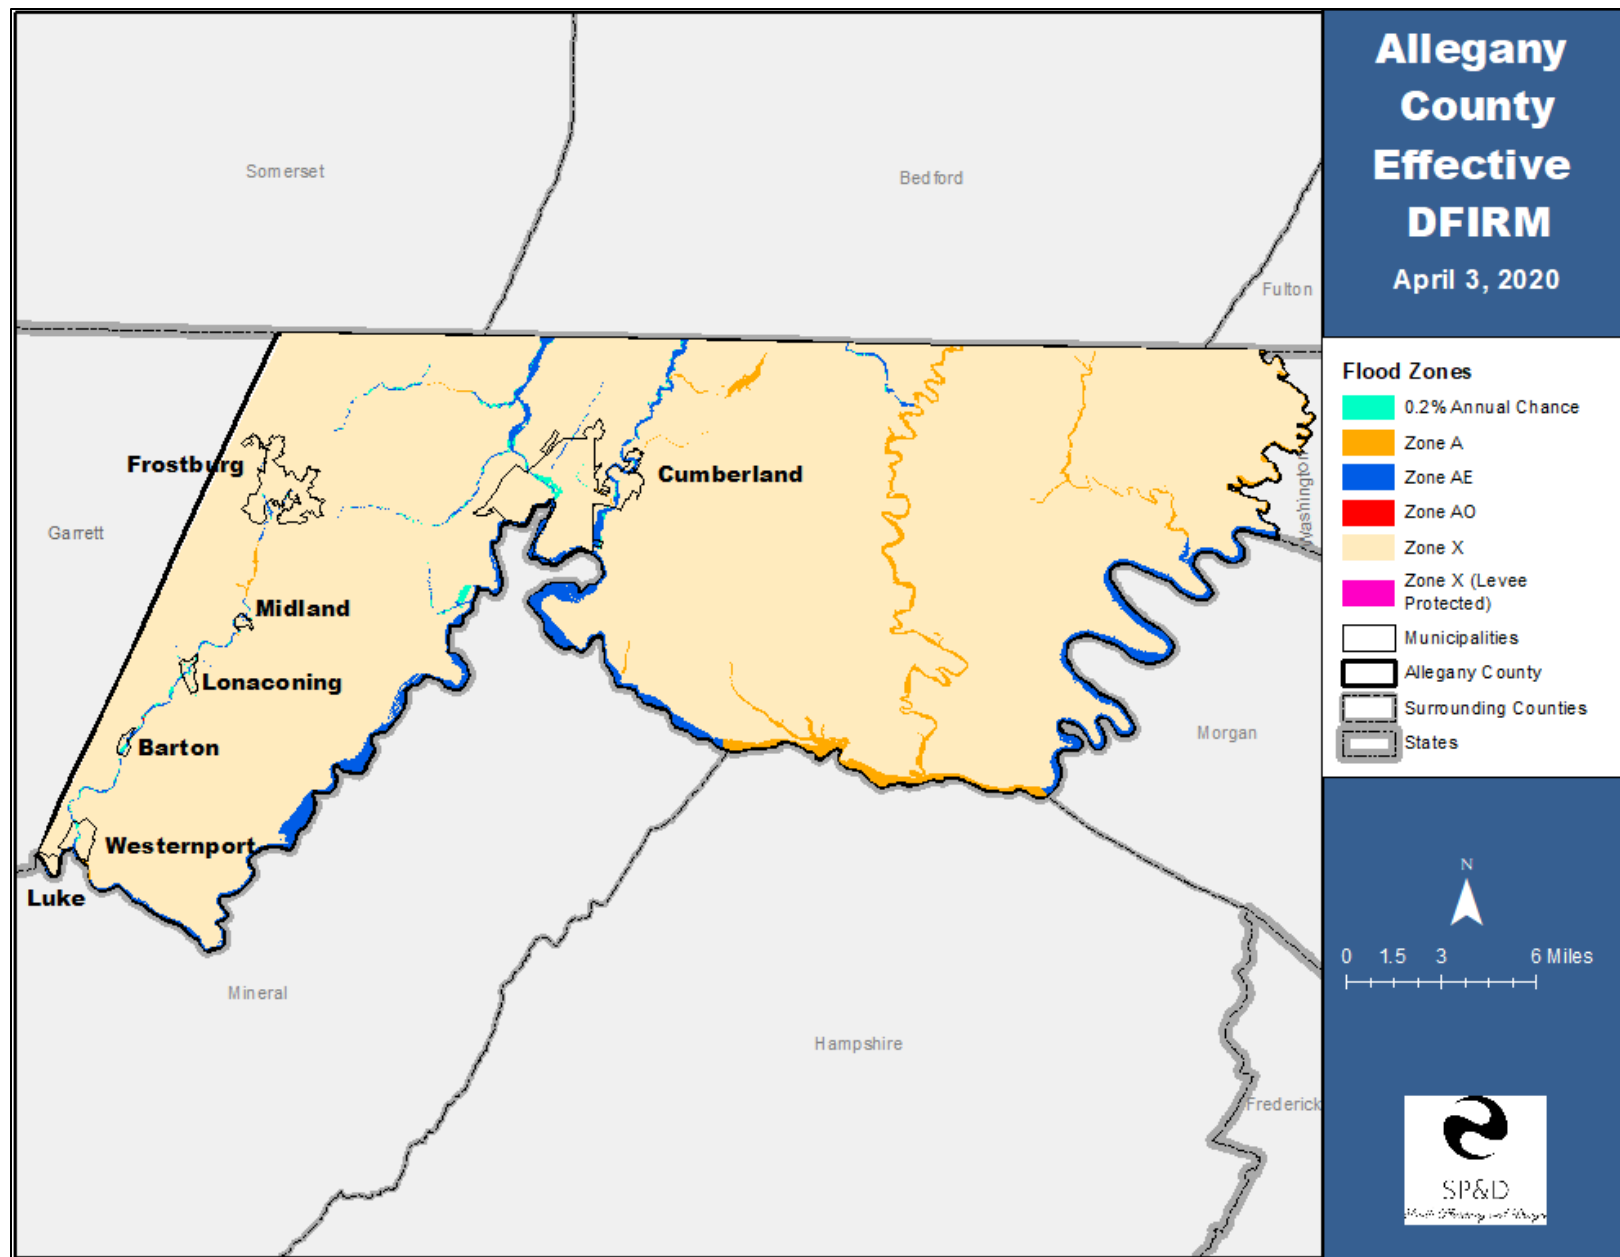 Allegany
County
Effective
DFIRM
April 3, 2020
Somerset
Bedford
Fulton
Flood Zones
0.2% Annual Chance
Zone A
Zone AE
Zone AO
Zone X
Zone X (Levee
Protected)
Municipalities
Allegany County
Surrounding Counties
States
Frostburg
Cumberland
Washington
Garrett
Midland
Lonaconing
Barton
Morgan
Westernport
Luke
Mineral
Hampshire
Frederick
N
0 1.5 3 6 Miles
SP&D